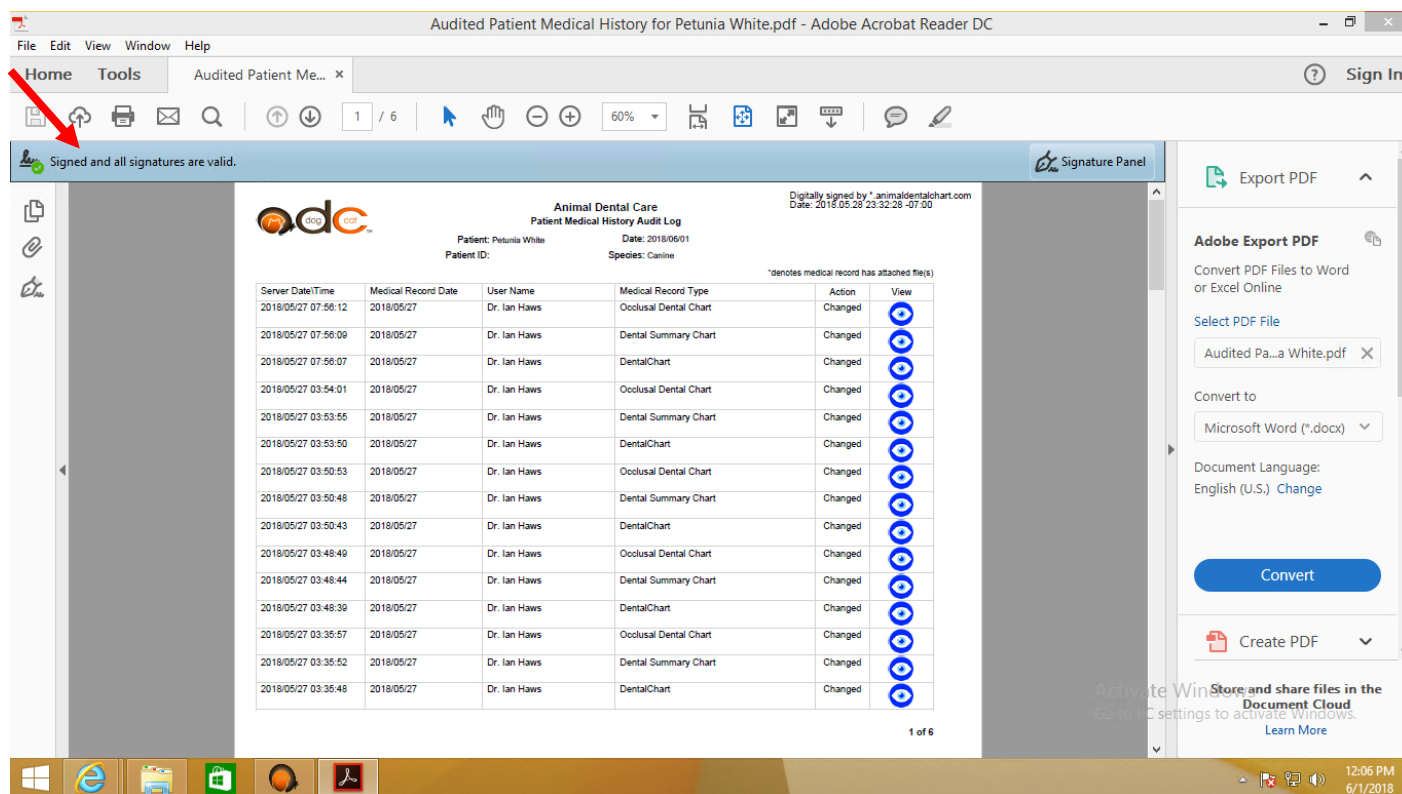 Audited Patient Medical History for Petunia White.pdf - Adobe Acrobat Reader DC
File Edit View Window Help
Home Tools Audited Patient Me... × ? Sign In
1 / 6 60%
Signed and all signatures are valid. Signature Panel
dog cat
Animal Dental Care
Patient Medical History Audit Log
Digitally signed by *.animaldentalchart.com
Date: 2018.05.28 23:32:28 -07:00
Patient: Petunia White Date: 2018/06/01
Patient ID: Species: Canine
*denotes medical record has attached file(s)
Server Date\Time Medical Record Date User Name Medical Record Type Action View
2018/05/27 07:56:12 2018/05/27 Dr. Ian Haws Occlusal Dental Chart Changed
2018/05/27 07:56:09 2018/05/27 Dr. Ian Haws Dental Summary Chart Changed
2018/05/27 07:56:07 2018/05/27 Dr. Ian Haws DentalChart Changed
2018/05/27 03:54:01 2018/05/27 Dr. Ian Haws Occlusal Dental Chart Changed
2018/05/27 03:53:55 2018/05/27 Dr. Ian Haws Dental Summary Chart Changed
2018/05/27 03:53:50 2018/05/27 Dr. Ian Haws DentalChart Changed
2018/05/27 03:50:53 2018/05/27 Dr. Ian Haws Occlusal Dental Chart Changed
2018/05/27 03:50:48 2018/05/27 Dr. Ian Haws Dental Summary Chart Changed
2018/05/27 03:50:43 2018/05/27 Dr. Ian Haws DentalChart Changed
2018/05/27 03:48:49 2018/05/27 Dr. Ian Haws Occlusal Dental Chart Changed
2018/05/27 03:48:44 2018/05/27 Dr. Ian Haws Dental Summary Chart Changed
2018/05/27 03:48:39 2018/05/27 Dr. Ian Haws DentalChart Changed
2018/05/27 03:35:57 2018/05/27 Dr. Ian Haws Occlusal Dental Chart Changed
2018/05/27 03:35:52 2018/05/27 Dr. Ian Haws Dental Summary Chart Changed
2018/05/27 03:35:48 2018/05/27 Dr. Ian Haws DentalChart Changed
1 of 6
Export PDF
Adobe Export PDF
Convert PDF Files to Word
or Excel Online
Select PDF File
Audited Pa...a White.pdf
Convert to
Microsoft Word (*.docx)
Document Language:
English (U.S.) Change
Convert
Create PDF
Store and share files in the
Document Cloud
Learn More
Activate Windows
Go to PC settings to activate Windows.
12:06 PM
6/1/2018